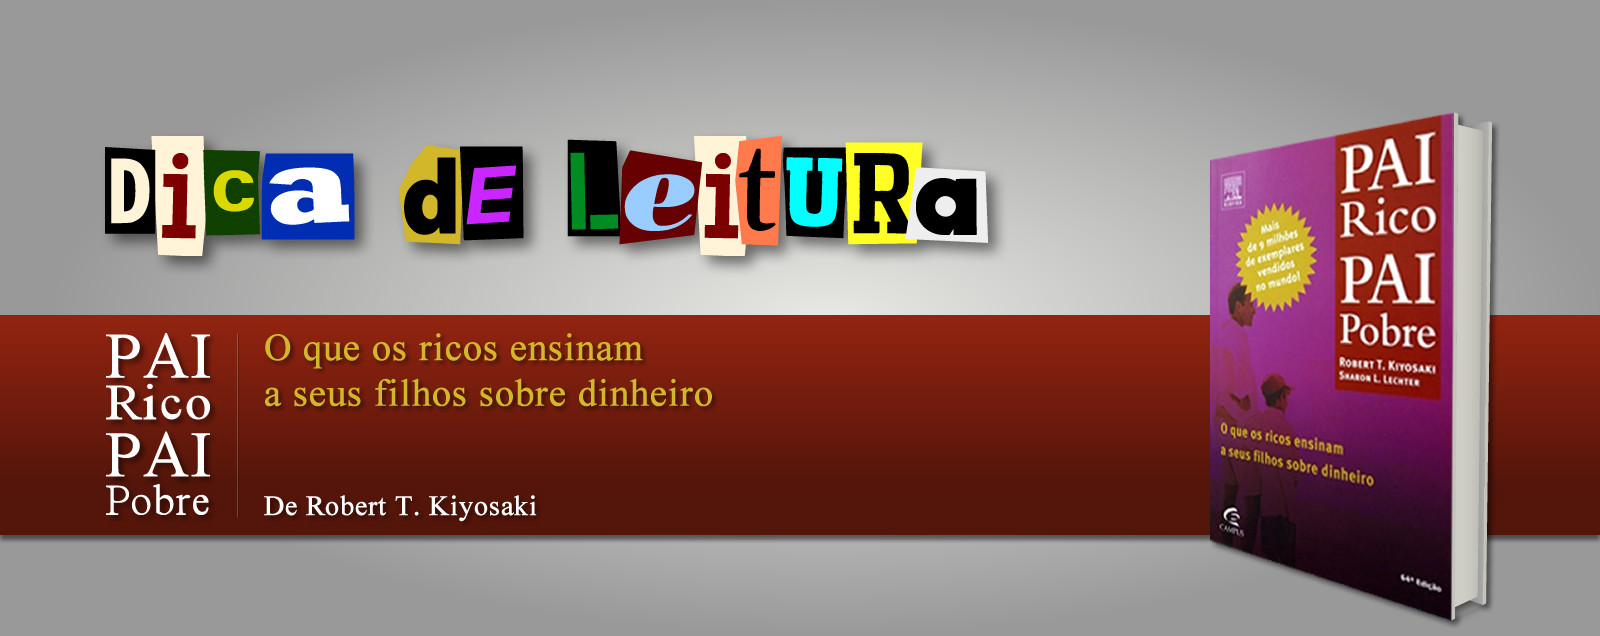 Dica de Leitura
PAI
Rico
PAI
Pobre
O que os ricos ensinam
a seus filhos sobre dinheiro
De Robert T. Kiyosaki
PAI
Rico
PAI
Pobre
ROBERT T. KIYOSAKI
SHARON L. LECHTER
Mais
de 9 milhões
de exemplares
vendidos
no mundo!
O que os ricos ensinam
a seus filhos sobre dinheiro
CAMPUS
64ª Edição